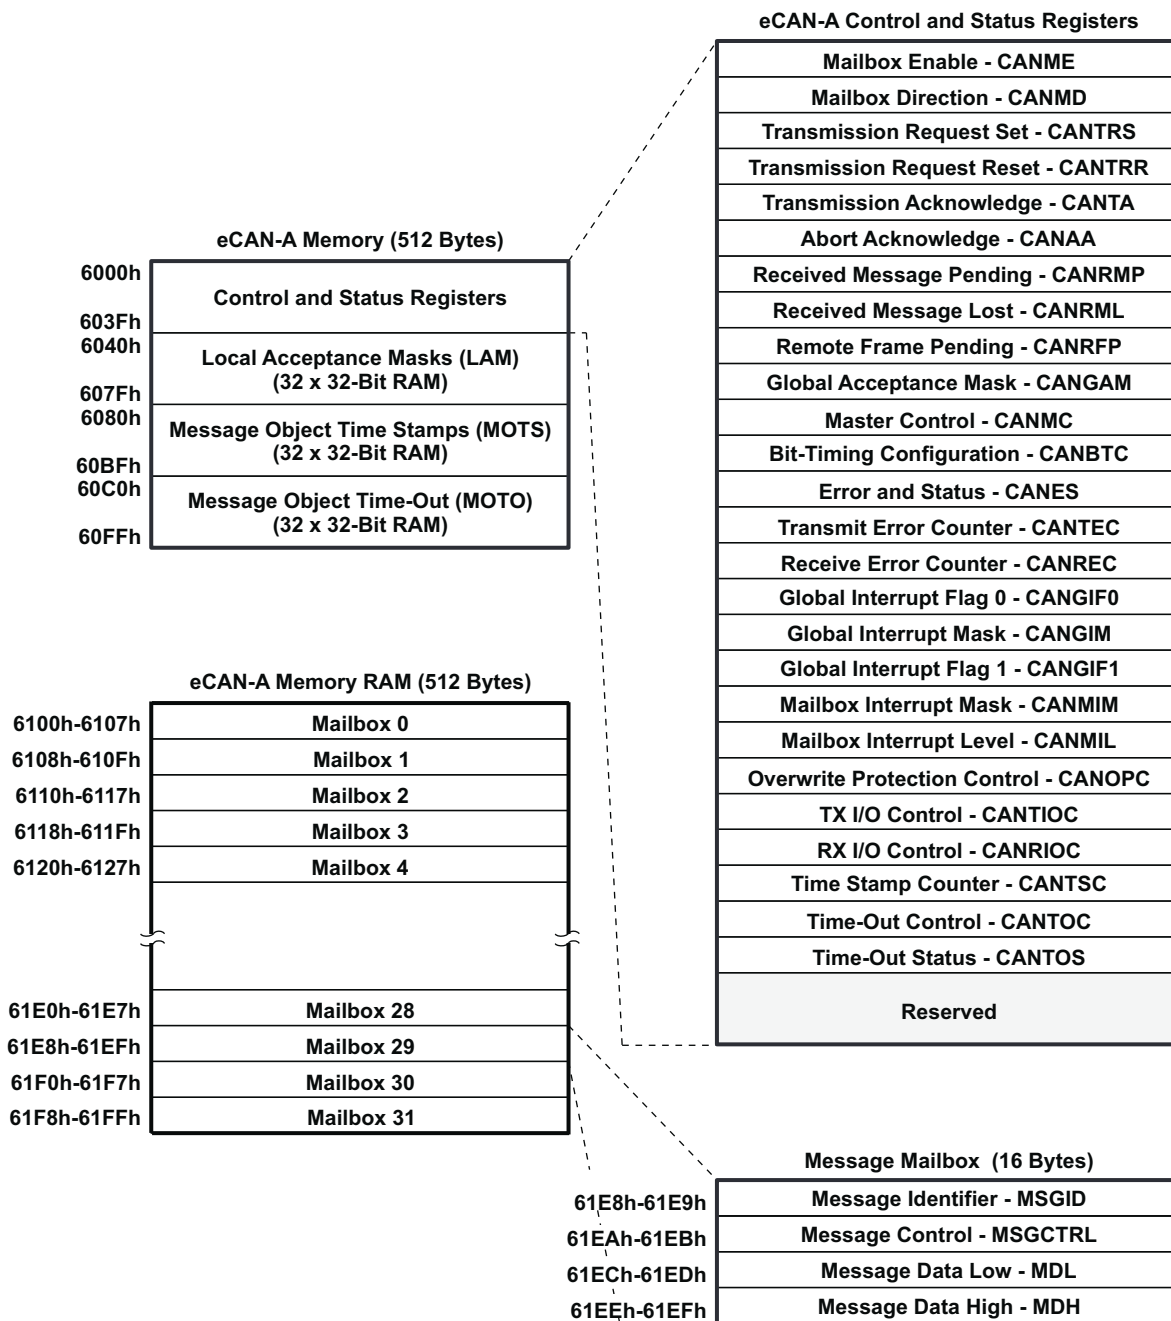 eCAN-A Control and Status Registers
Mailbox Enable - CANME
Mailbox Direction - CANMD
Transmission Request Set - CANTRS
Transmission Request Reset - CANTRR
Transmission Acknowledge - CANTA
Abort Acknowledge - CANAA
Received Message Pending - CANRMP
Received Message Lost - CANRML
Remote Frame Pending - CANRFP
Global Acceptance Mask - CANGAM
Master Control - CANMC
Bit-Timing Configuration - CANBTC
Error and Status - CANES
Transmit Error Counter - CANTEC
Receive Error Counter - CANREC
Global Interrupt Flag 0 - CANGIF0
Global Interrupt Mask - CANGIM
Global Interrupt Flag 1 - CANGIF1
Mailbox Interrupt Mask - CANMIM
Mailbox Interrupt Level - CANMIL
Overwrite Protection Control - CANOPC
TX I/O Control - CANTIOC
RX I/O Control - CANRIOC
Time Stamp Counter - CANTSC
Time-Out Control - CANTOC
Time-Out Status - CANTOS
Reserved
eCAN-A Memory (512 Bytes)
6000h
Control and Status Registers
603Fh
6040h
Local Acceptance Masks (LAM)
(32 x 32-Bit RAM)
607Fh
6080h
Message Object Time Stamps (MOTS)
(32 x 32-Bit RAM)
60BFh
60C0h
Message Object Time-Out (MOTO)
(32 x 32-Bit RAM)
60FFh
eCAN-A Memory RAM (512 Bytes)
6100h-6107h Mailbox 0
6108h-610Fh Mailbox 1
6110h-6117h Mailbox 2
6118h-611Fh Mailbox 3
6120h-6127h Mailbox 4
61E0h-61E7h Mailbox 28
61E8h-61EFh Mailbox 29
61F0h-61F7h Mailbox 30
61F8h-61FFh Mailbox 31
Message Mailbox (16 Bytes)
61E8h-61E9h Message Identifier - MSGID
61EAh-61EBh Message Control - MSGCTRL
61ECh-61EDh Message Data Low - MDL
61EEh-61EFh Message Data High - MDH